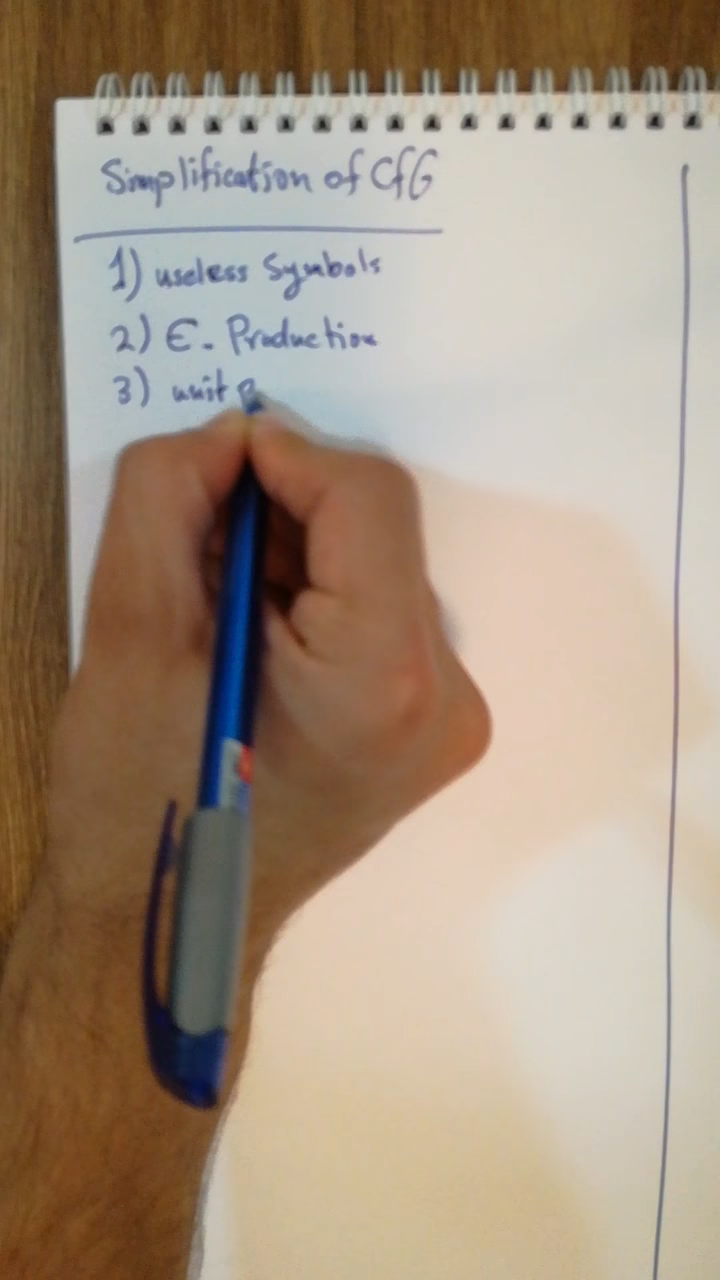 Simplification of CfG
1) useless Symbols
2) Є. Production
3) unit P